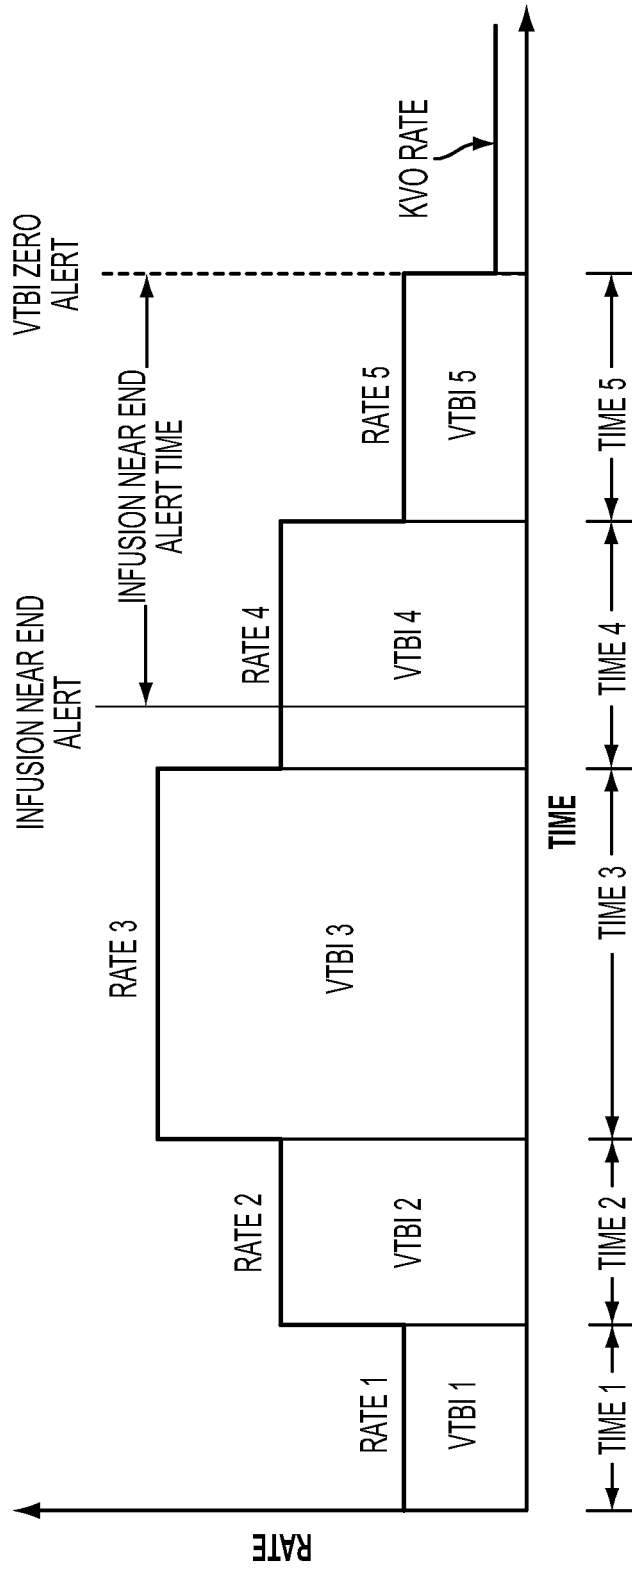 INFUSION NEAR END
ALERT
VTBI ZERO
ALERT
INFUSION NEAR END
ALERT TIME
RATE
RATE 1
RATE 2
RATE 3
RATE 4
RATE 5
KVO RATE
VTBI 1
VTBI 2
VTBI 3
VTBI 4
VTBI 5
TIME
TIME 1
TIME 2
TIME 3
TIME 4
TIME 5